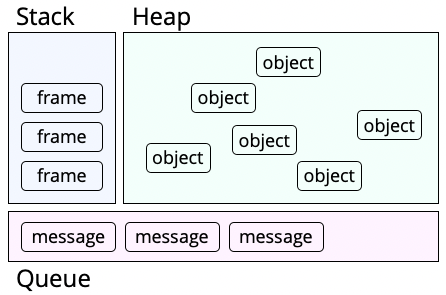 Stack
Heap
frame
frame
frame
object
object
object
object
object
object
message message message
Queue